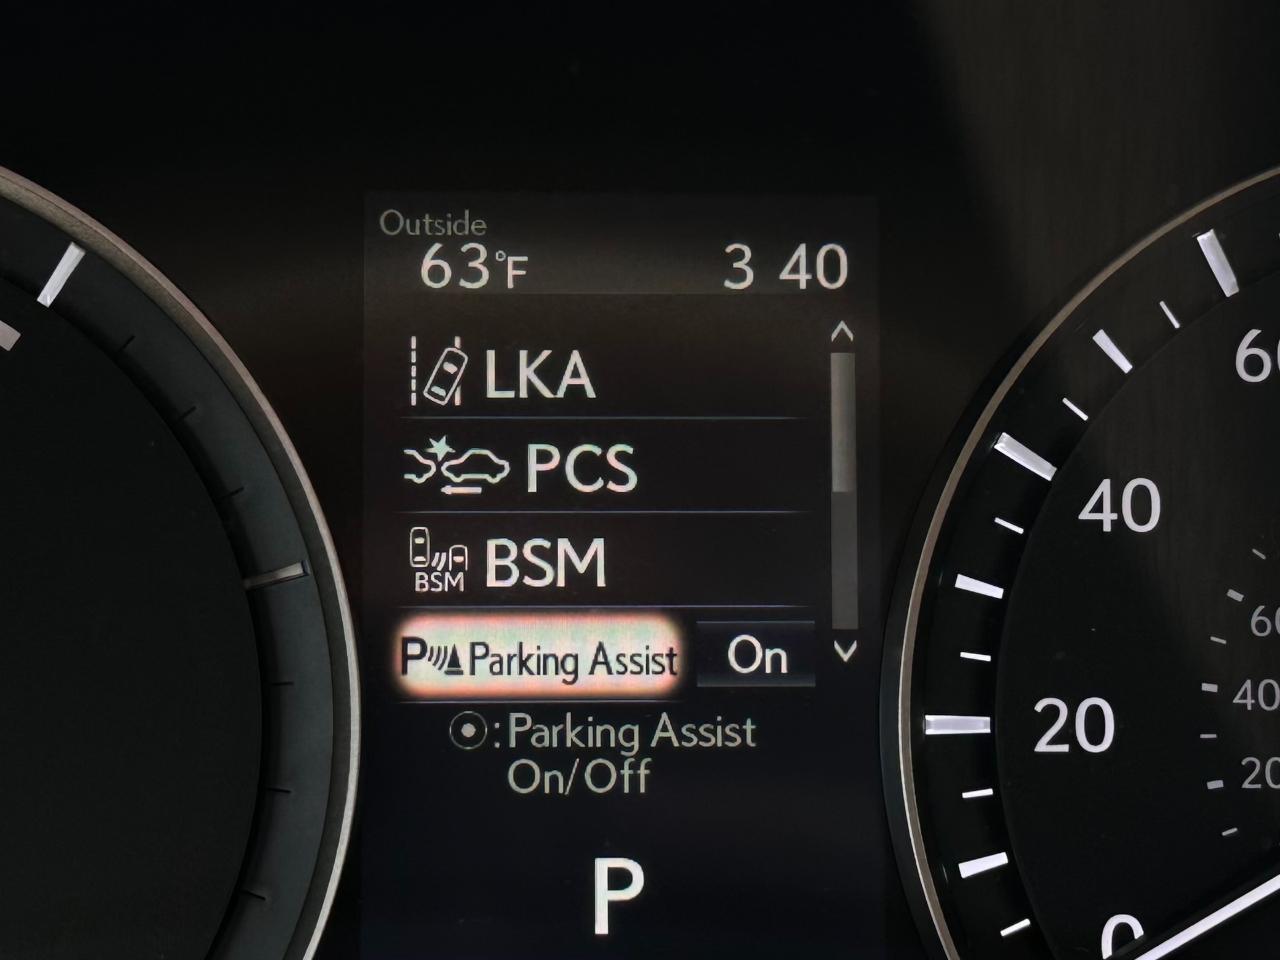 Outside
63°F 3 40
LKA
PCS
BSM
BSM
P Parking Assist On
: Parking Assist
On/Off
P
60
40
20
0
60
40
20